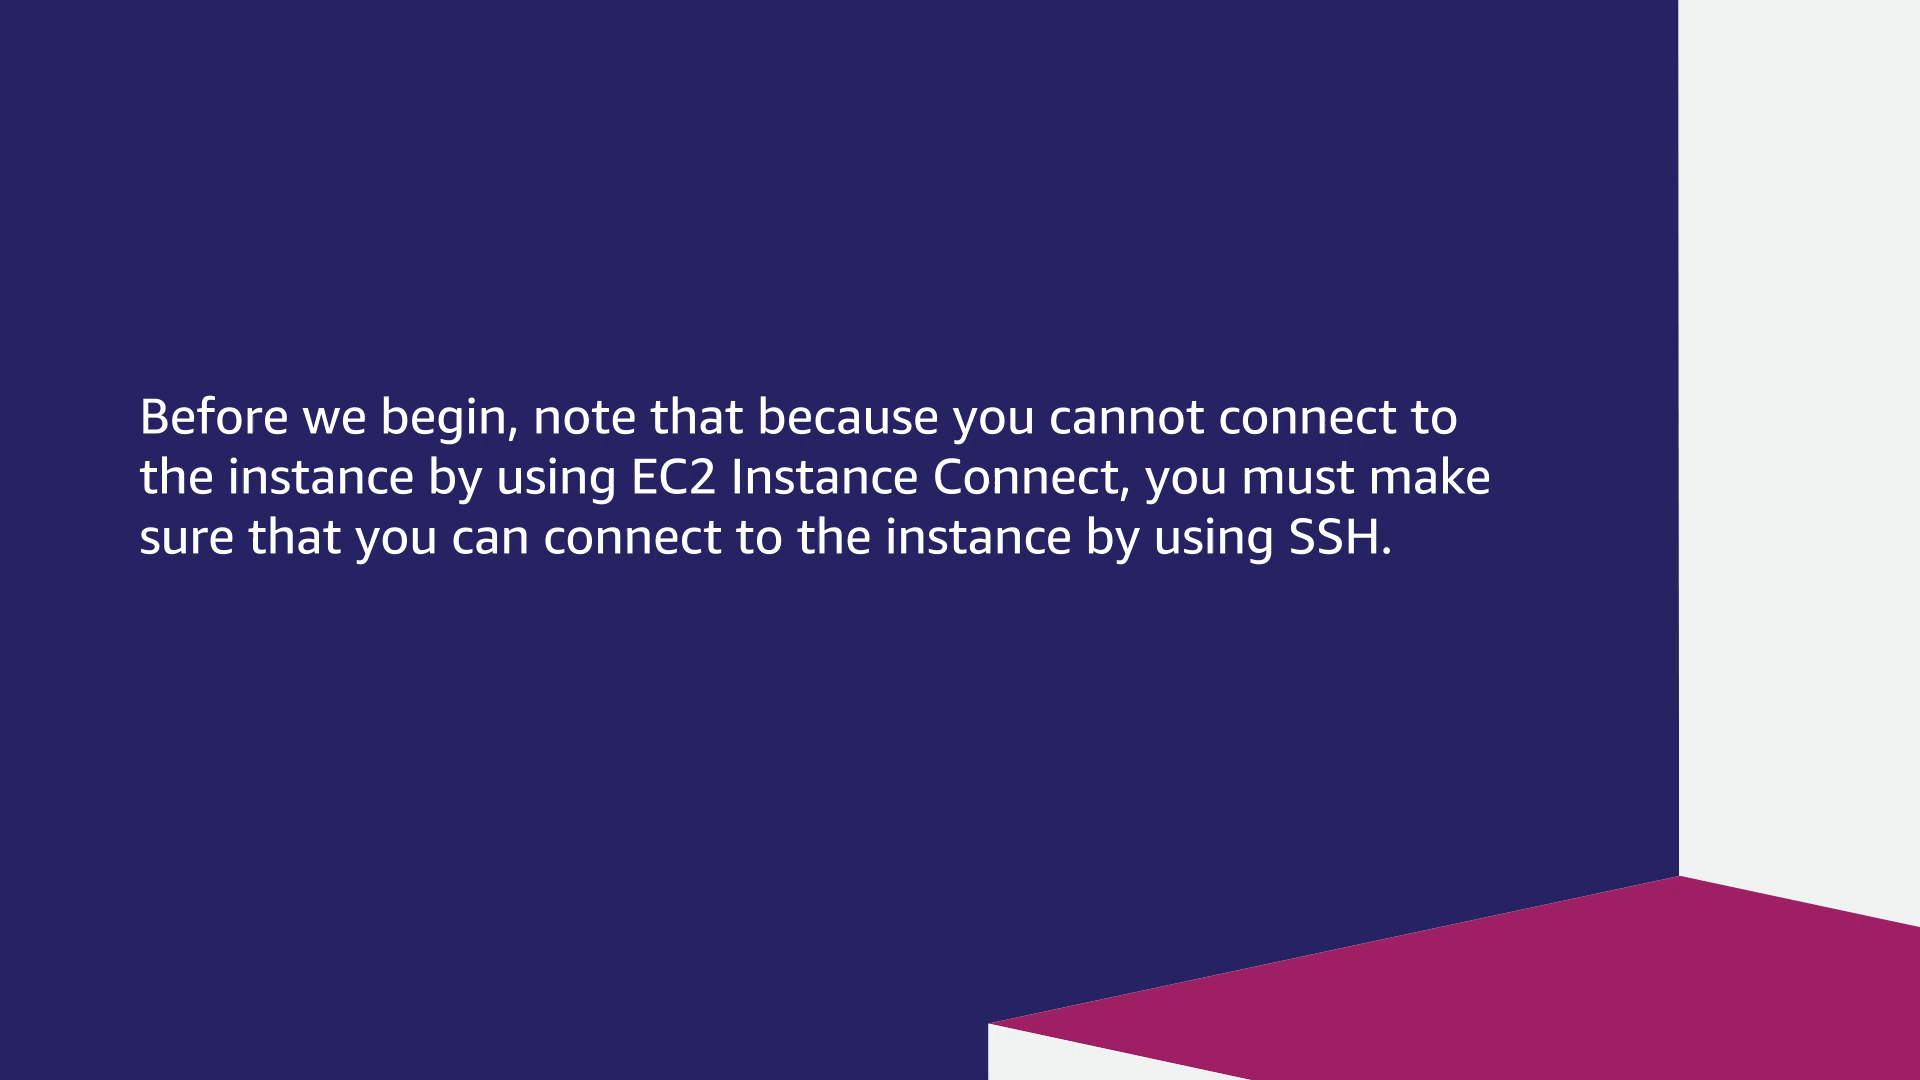 Before we begin, note that because you cannot connect to
the instance by using EC2 Instance Connect, you must make
sure that you can connect to the instance by using SSH.